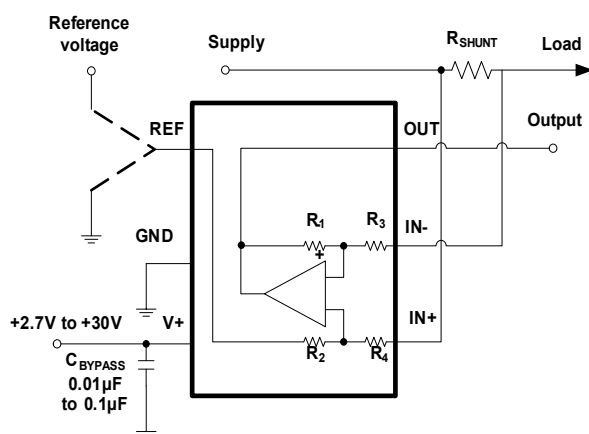 Reference
voltage
Supply
RSHUNT
Load
REF
OUT
Output
GND
R1
R3
IN-
+
+2.7V to +30V
V+
IN+
R2
R4
CBYPASS
0.01µF
to 0.1µF